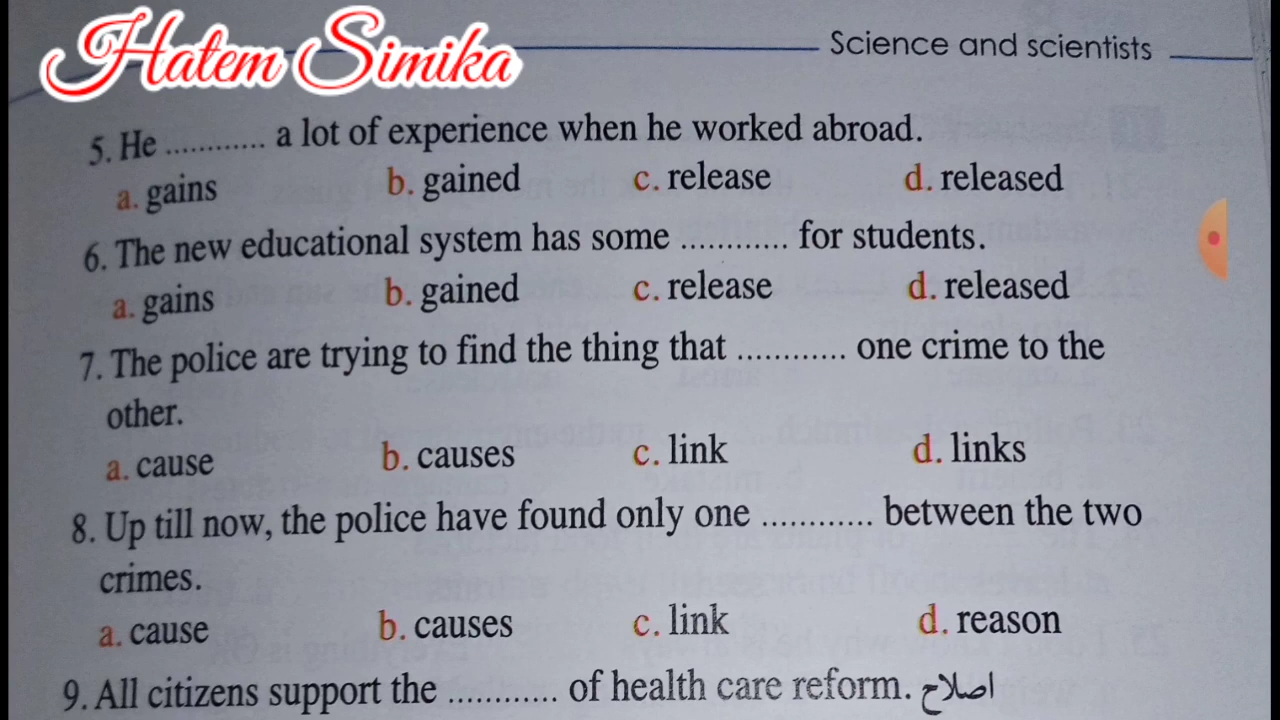 Hatem Simika
Science and scientists
5. He ............ a lot of experience when he worked abroad.
a. gains b. gained c. release d. released
6. The new educational system has some ............ for students.
a. gains b. gained c. release d. released
7. The police are trying to find the thing that ............ one crime to the
other.
a. cause b. causes c. link d. links
8. Up till now, the police have found only one ............ between the two
crimes.
a. cause b. causes c. link d. reason
9. All citizens support the ............ of health care reform. اصلاح